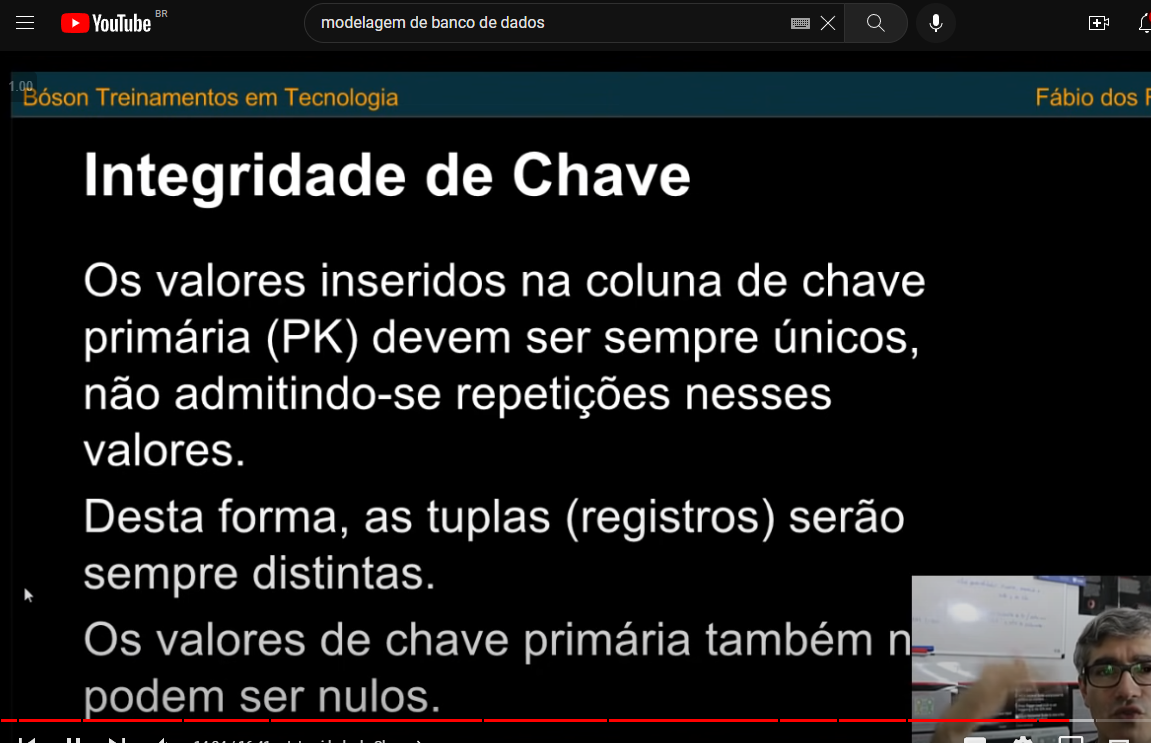 YouTube BR
modelagem de banco de dados
1.00
Bóson Treinamentos em Tecnologia
Fábio dos
Integridade de Chave
Os valores inseridos na coluna de chave
primária (PK) devem ser sempre únicos,
não admitindo-se repetições nesses
valores.
Desta forma, as tuplas (registros) serão
sempre distintas.
Os valores de chave primária também n
podem ser nulos.